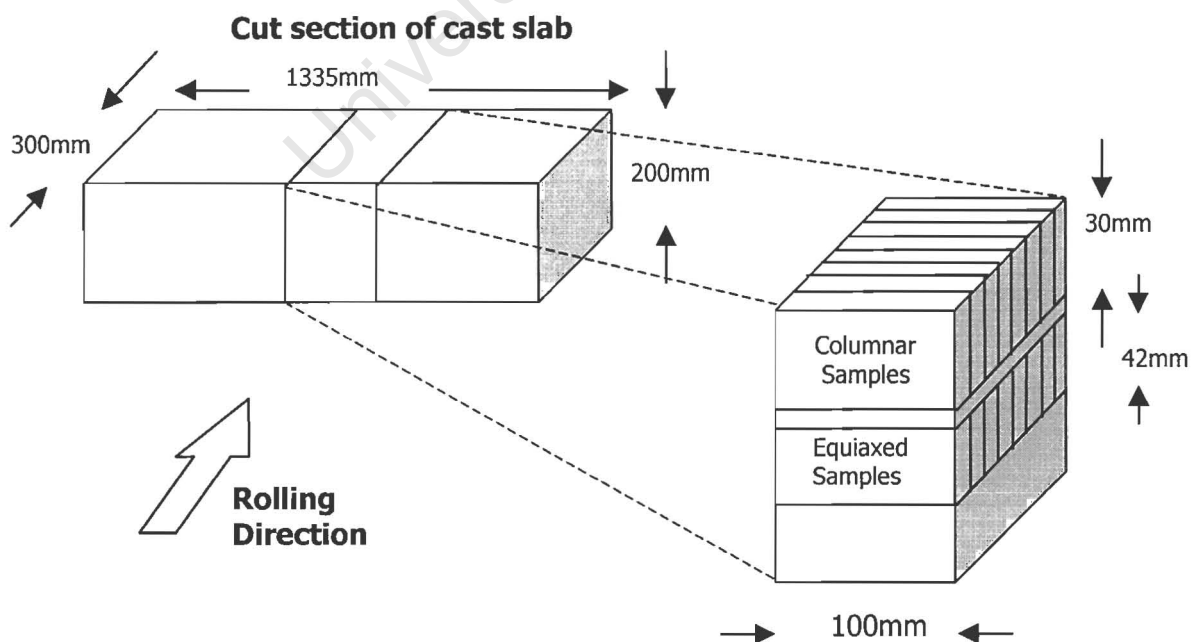 Cut section of cast slab
1335mm
300mm
200mm
30mm
Columnar
Samples
42mm
Equiaxed
Samples
Rolling
Direction
100mm